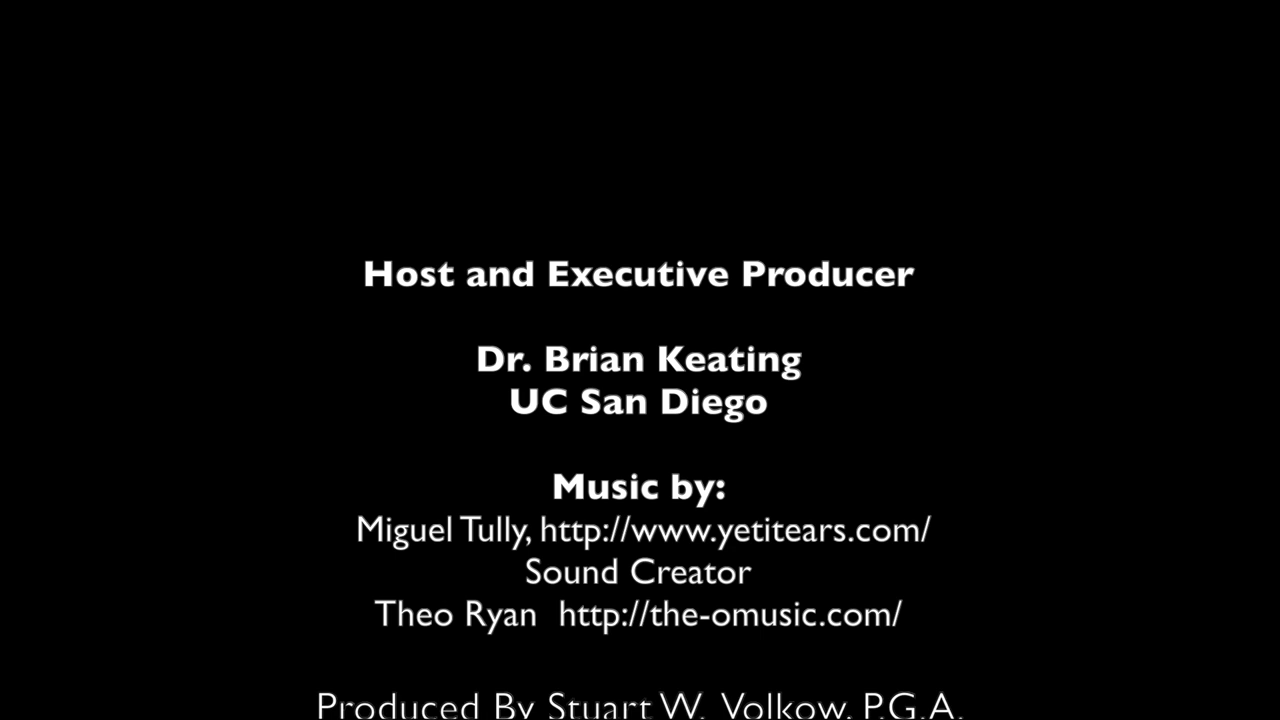 Host and Executive Producer
Dr. Brian Keating
UC San Diego
Music by:
Miguel Tully, http://www.yetitears.com/
Sound Creator
Theo Ryan  http://the-omusic.com/
Produced By Stuart W. Volkow, P.G.A.